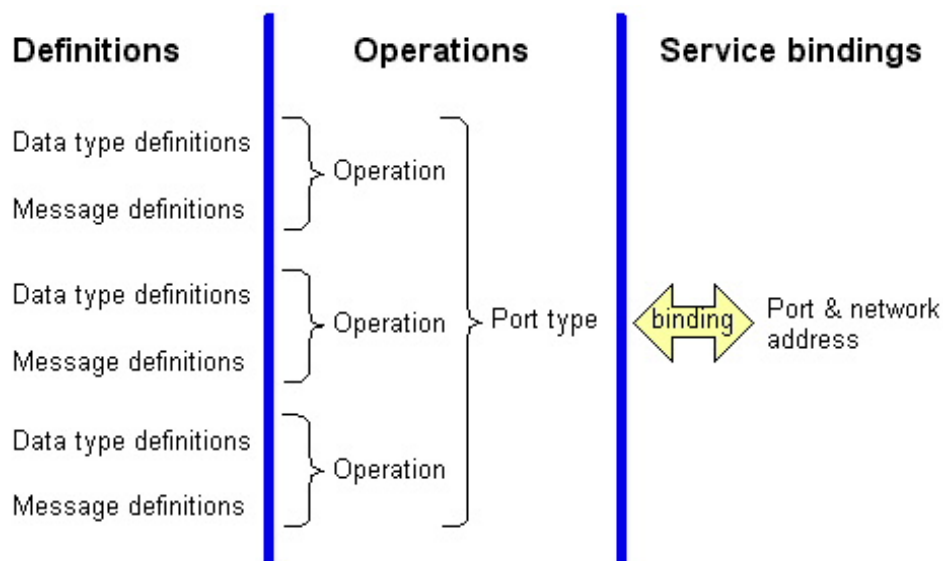 Definitions
Operations
Service bindings
Data type definitions
Message definitions
Operation
Data type definitions
Message definitions
Operation
Data type definitions
Message definitions
Operation
Port type
binding
Port & network
address